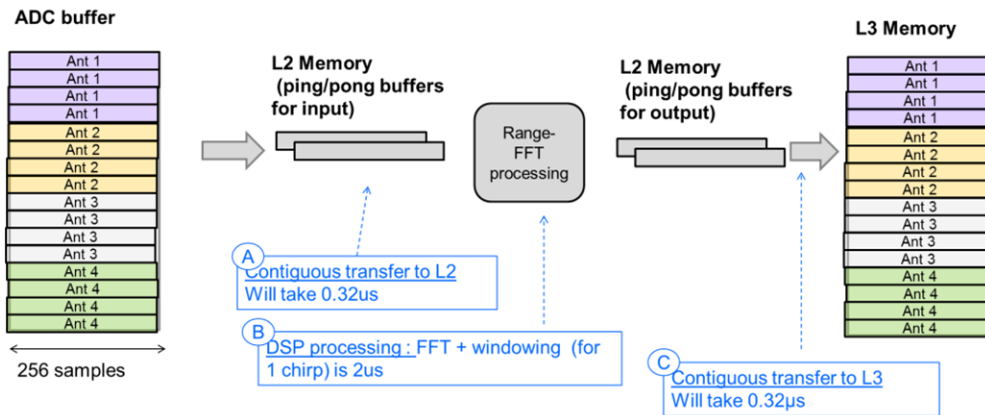 ADC buffer
Ant 1
Ant 1
Ant 1
Ant 1
Ant 2
Ant 2
Ant 2
Ant 2
Ant 3
Ant 3
Ant 3
Ant 3
Ant 4
Ant 4
Ant 4
Ant 4
256 samples
L2 Memory
(ping/pong buffers
for input)
Range-
FFT
processing
L2 Memory
(ping/pong buffers
for output)
L3 Memory
Ant 1
Ant 1
Ant 1
Ant 1
Ant 2
Ant 2
Ant 2
Ant 2
Ant 3
Ant 3
Ant 3
Ant 3
Ant 4
Ant 4
Ant 4
Ant 4
A
Contiguous transfer to L2
Will take 0.32us
B
DSP processing : FFT + windowing (for
1 chirp) is 2us
C
Contiguous transfer to L3
Will take 0.32μs